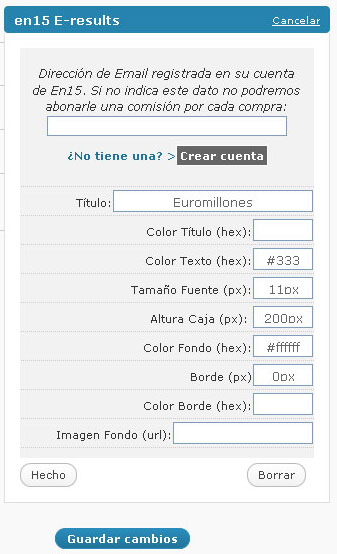 en15 E-results Cancelar
Dirección de Email registrada en su cuenta
de En15. Si no indica este dato no podremos
abonarle una comisión por cada compra:
¿No tiene una? > Crear cuenta
Título: Euromillones
Color Título (hex):
Color Texto (hex): #333
Tamaño Fuente (px): 11px
Altura Caja (px): 200px
Color Fondo (hex): #ffffff
Borde (px) 0px
Color Borde (hex):
Imagen Fondo (url):
Hecho Borrar
Guardar cambios